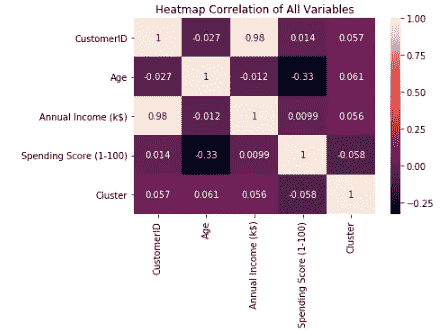 Heatmap Correlation of All Variables
CustomerID 1 -0.027 0.98 0.014 0.057
Age -0.027 1 -0.012 -0.33 0.061
Annual Income (k$) 0.98 -0.012 1 0.0099 0.056
Spending Score (1-100) 0.014 -0.33 0.0099 1 -0.058
Cluster 0.057 0.061 0.056 -0.058 1
CustomerID
Age
Annual Income (k$)
Spending Score (1-100)
Cluster
1.00
0.75
0.50
0.25
0.00
-0.25